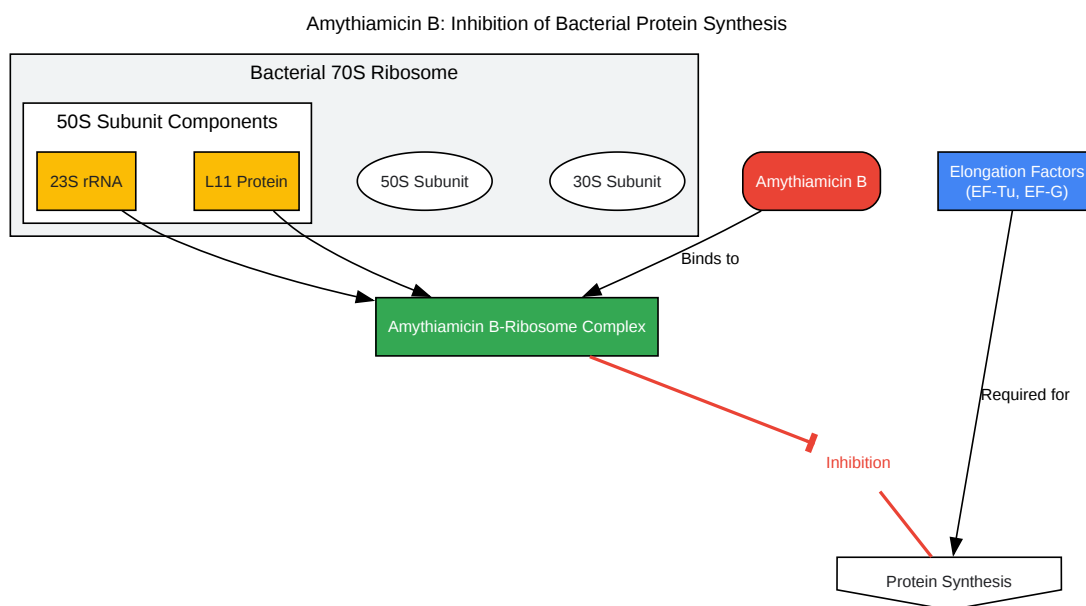 Amythiamicin B: Inhibition of Bacterial Protein Synthesis
Bacterial 70S Ribosome
50S Subunit Components
23S rRNA
L11 Protein
50S Subunit
30S Subunit
Amythiamicin B
Elongation Factors
(EF-Tu, EF-G)
Binds to
Amythiamicin B-Ribosome Complex
Required for
Inhibition
Protein Synthesis